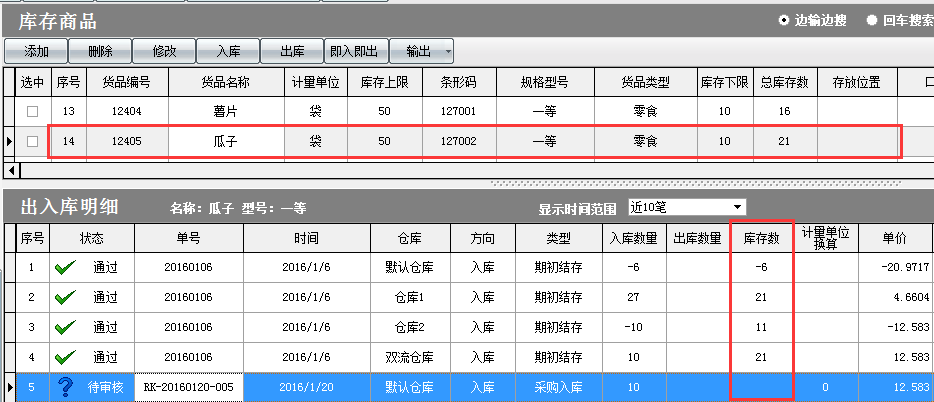 库存商品 边输边搜 回车搜索
添加 删除 修改 入库 出库 即入即出 输出
选中 序号 货品编号 货品名称 计量单位 库存上限 条形码 规格型号 货品类型 库存下限 总库存数 存放位置
13 12404 薯片 袋 50 127001 一等 零食 10 16
14 12405 瓜子 袋 50 127002 一等 零食 10 21
出入库明细 名称: 瓜子 型号: 一等 显示时间范围 近10笔
序号 状态 单号 时间 仓库 方向 类型 入库数量 出库数量 库存数 计量单位换算 单价
1 通过 20160106 2016/1/6 默认仓库 入库 期初结存 -6 -6 -20.9717
2 通过 20160106 2016/1/6 仓库1 入库 期初结存 27 21 4.6604
3 通过 20160106 2016/1/6 仓库2 入库 期初结存 -10 11 -12.583
4 通过 20160106 2016/1/6 双流仓库 入库 期初结存 10 21 12.583
5 待审核 RK-20160120-005 2016/1/20 默认仓库 入库 采购入库 10 0 12.583